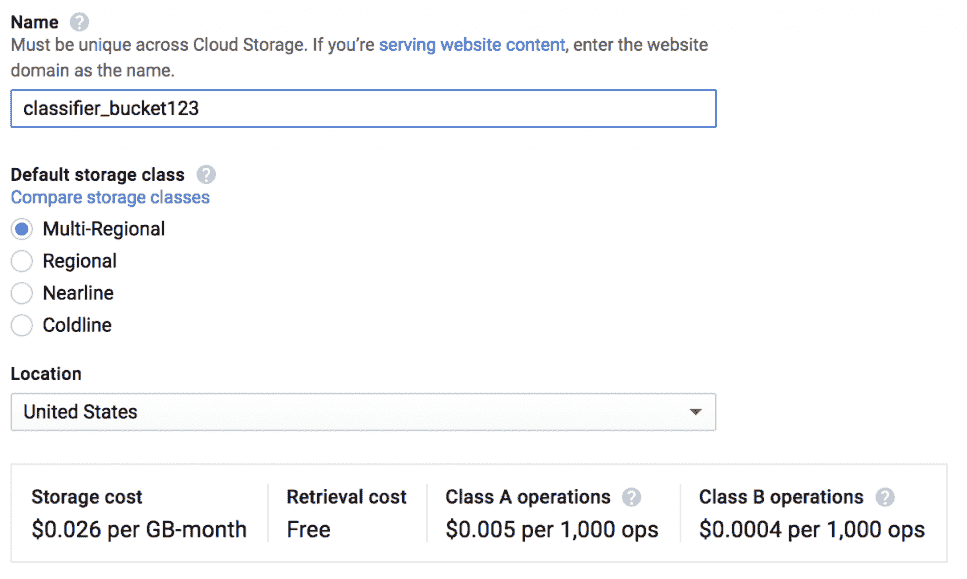 Name ?
Must be unique across Cloud Storage. If you're serving website content, enter the website
domain as the name.
classifier_bucket123
Default storage class ?
Compare storage classes
Multi-Regional
Regional
Nearline
Coldline
Location
United States
Storage cost
$0.026 per GB-month
Retrieval cost
Free
Class A operations ?
$0.005 per 1,000 ops
Class B operations ?
$0.0004 per 1,000 ops